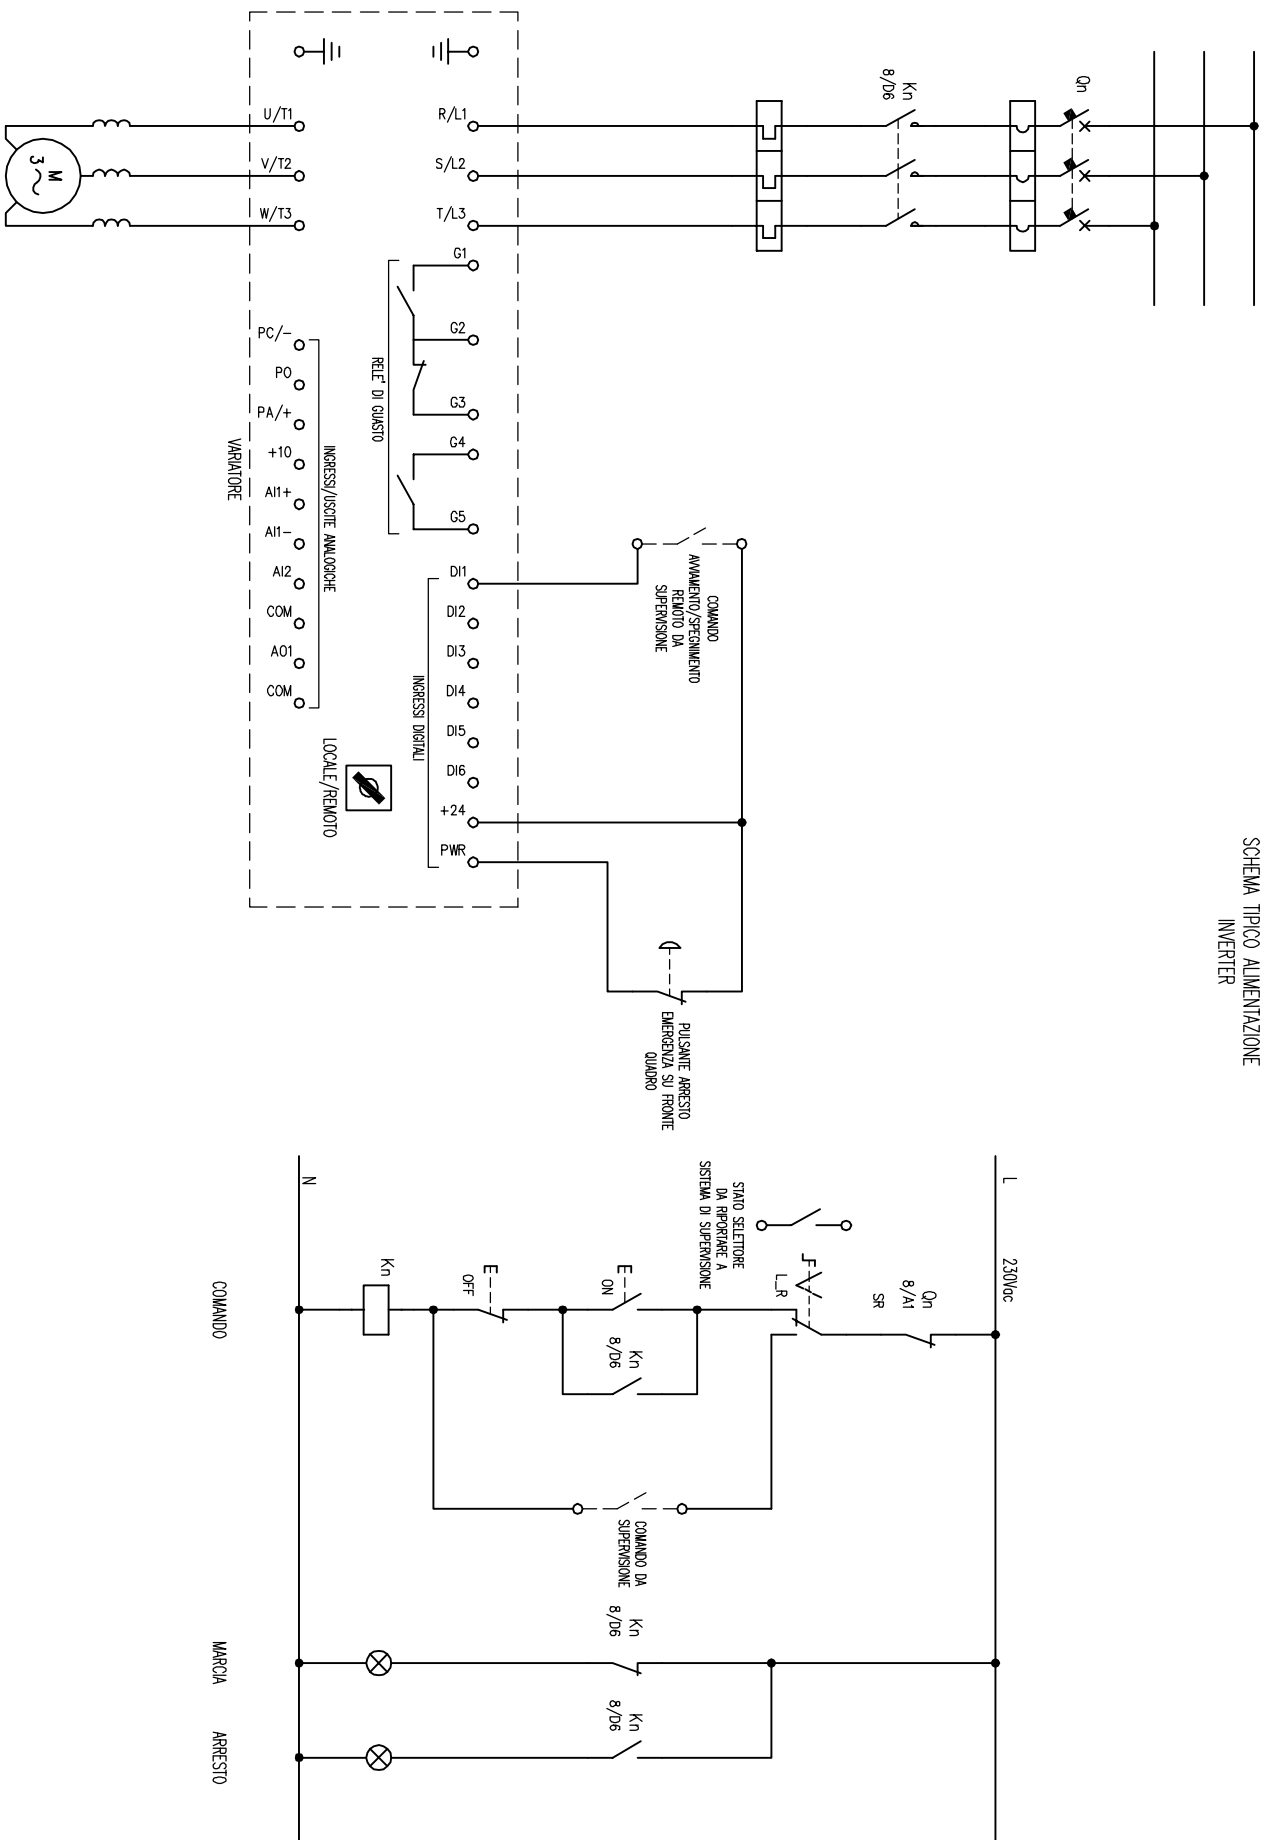 SCHEMA TIPICO ALIMENTAZIONE
INVERTER
Qn
Kn
8/D6
R/L1
S/L2
T/L3
G1
G2
G3
G4
G5
DI1
DI2
DI3
DI4
DI5
DI6
+24
PWR
RELE' DI GUASTO
INGRESSI DIGITALI
U/T1
V/T2
W/T3
PC/-
PO
PA/+
+10
AI1+
AI1-
AI2
COM
AO1
COM
INGRESSI/USCITE ANALOGICHE
VARIATORE
LOCALE/REMOTO
M
3
COMANDO
AVVIAMENTO/SPEGNIMENTO
REMOTO DA
SUPERVISIONE
PULSANTE ARRESTO
EMERGENZA SU FRONTE
QUADRO
L
230Vac
Qn
8/A1
SR
L_R
STATO SELETTORE
DA RIPORTARE A
SISTEMA DI SUPERVISIONE
ON
Kn
8/D6
OFF
COMANDO DA
SUPERVISIONE
Kn
8/D6
Kn
8/D6
Kn
N
COMANDO
MARCIA
ARRESTO